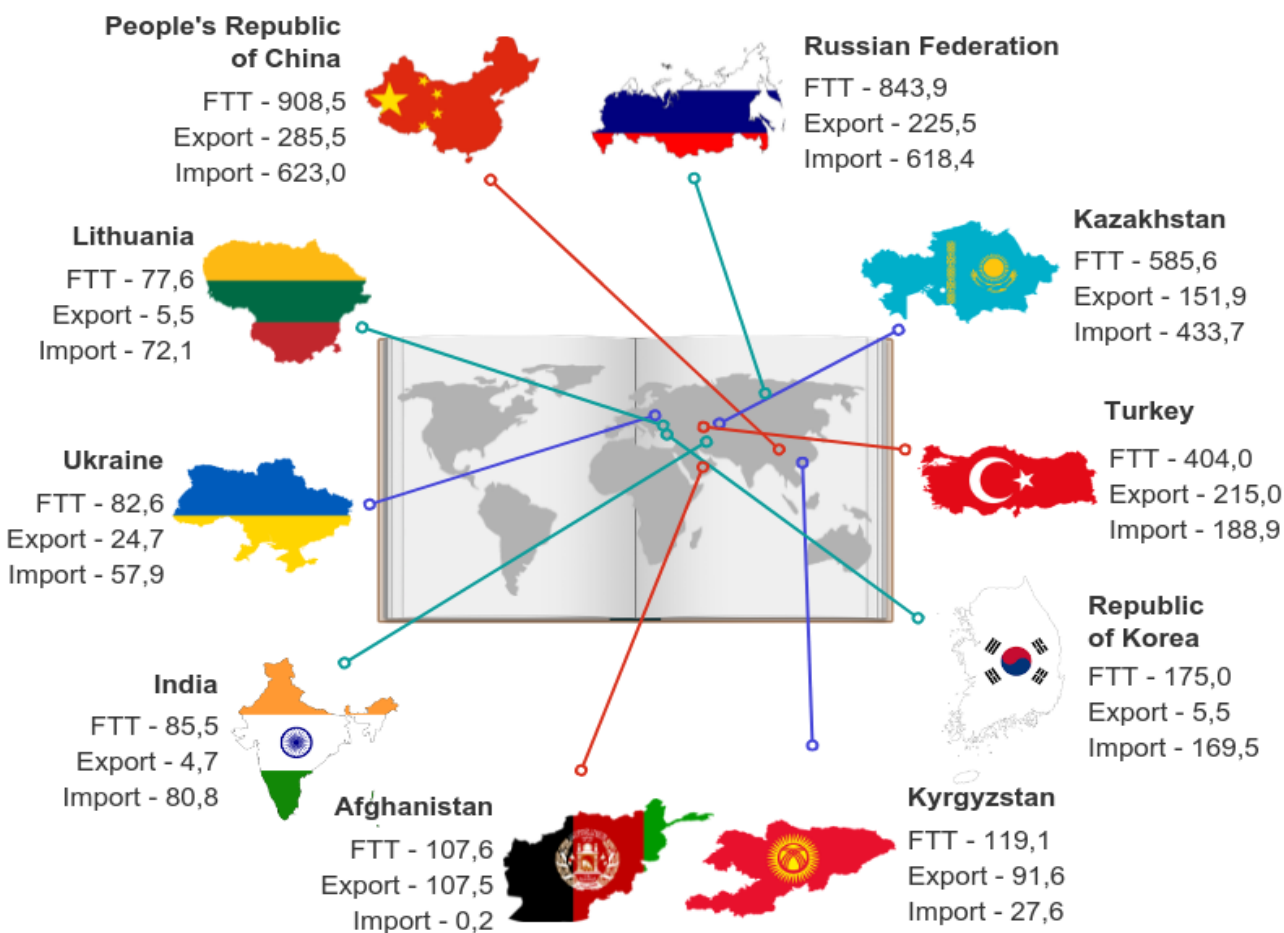 People's Republic
of China
FTT - 908,5
Export - 285,5
Import - 623,0
Russian Federation
FTT - 843,9
Export - 225,5
Import - 618,4
Lithuania
FTT - 77,6
Export - 5,5
Import - 72,1
Kazakhstan
FTT - 585,6
Export - 151,9
Import - 433,7
Ukraine
FTT - 82,6
Export - 24,7
Import - 57,9
Turkey
FTT - 404,0
Export - 215,0
Import - 188,9
India
FTT - 85,5
Export - 4,7
Import - 80,8
Republic
of Korea
FTT - 175,0
Export - 5,5
Import - 169,5
Afghanistan
FTT - 107,6
Export - 107,5
Import - 0,2
Kyrgyzstan
FTT - 119,1
Export - 91,6
Import - 27,6